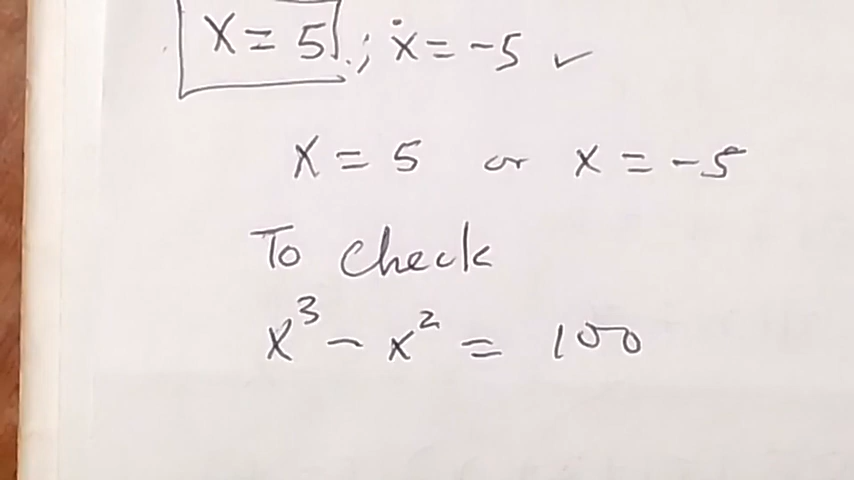 x = 5 ; x = -5 ✓
x = 5 or x = -5
To check
x³ - x² = 100